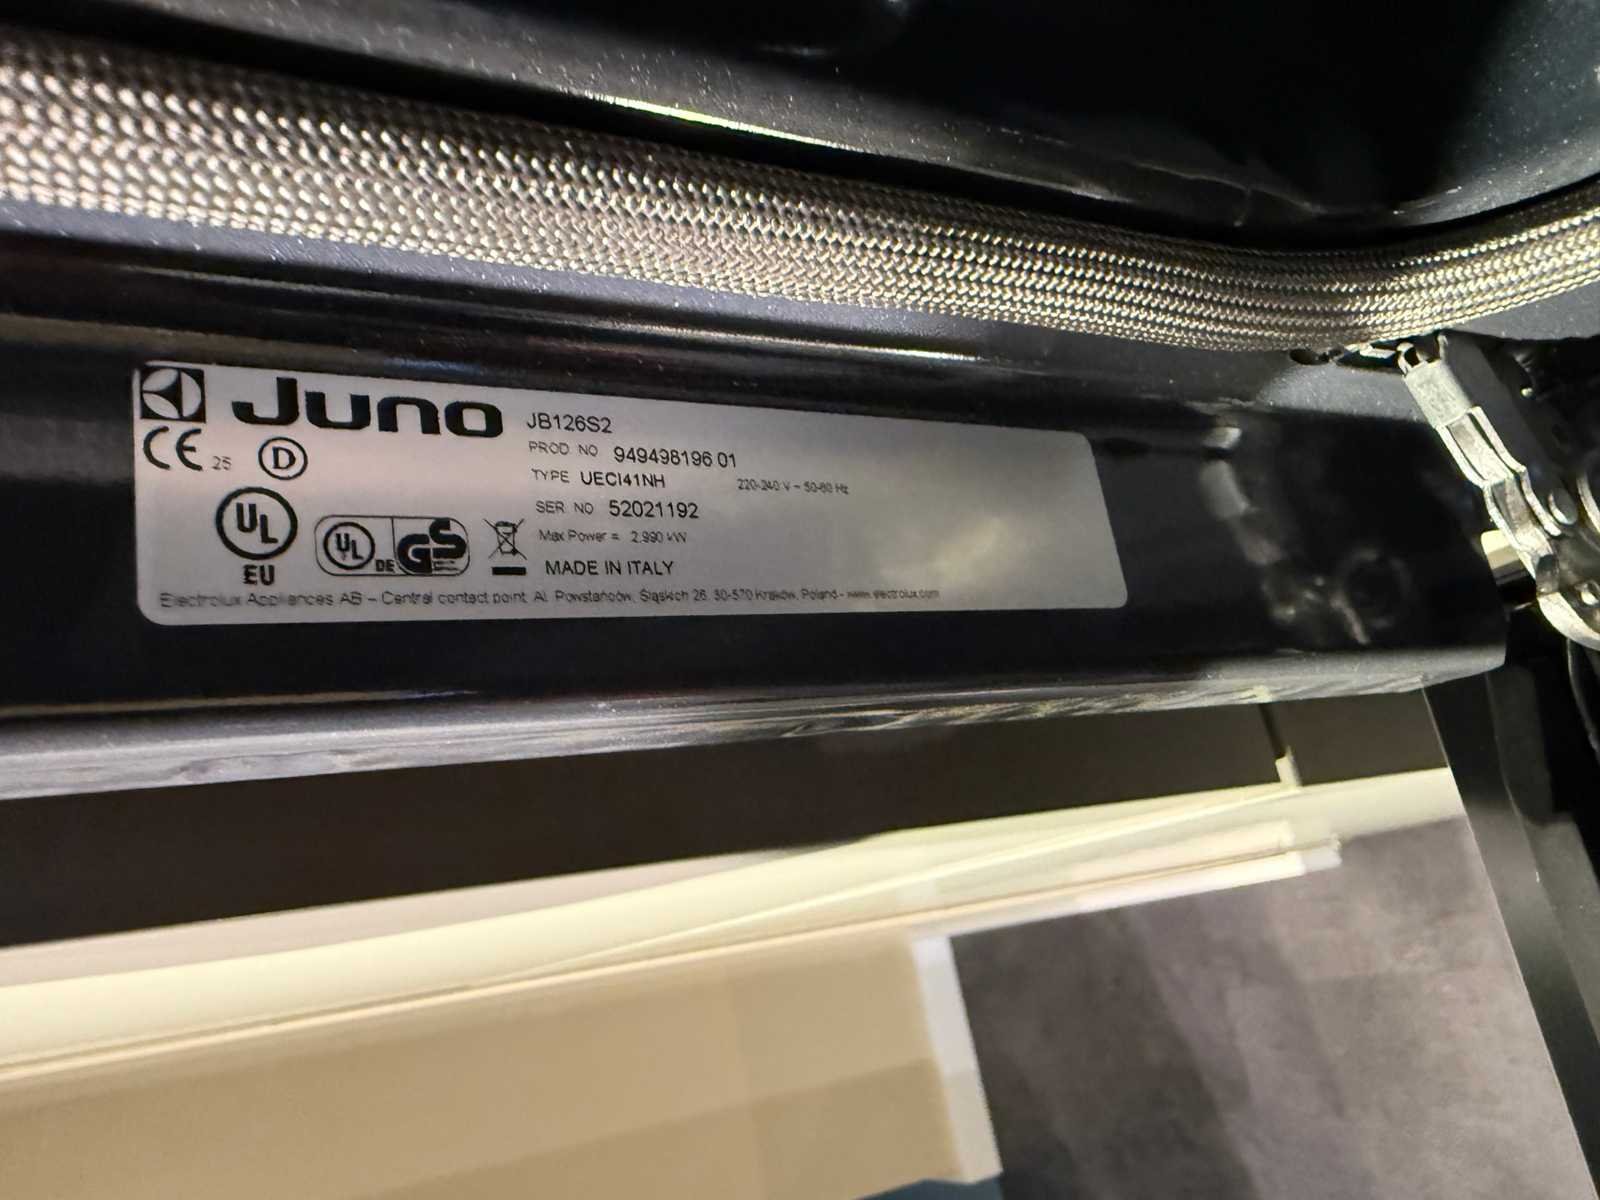 Juno JB126S2
CE 25 D
PROD. NO 949498196 01
TYPE UECI41NH 220-240 V ~ 50-60 Hz
SER NO 52021192
UL EU
UL DE GS
Max Power = 2.990 kW
MADE IN ITALY
Electrolux Appliances AB – Central contact point Al. Powstańców, Śląskich 26, 30-570 Kraków, Poland - www.electrolux.com